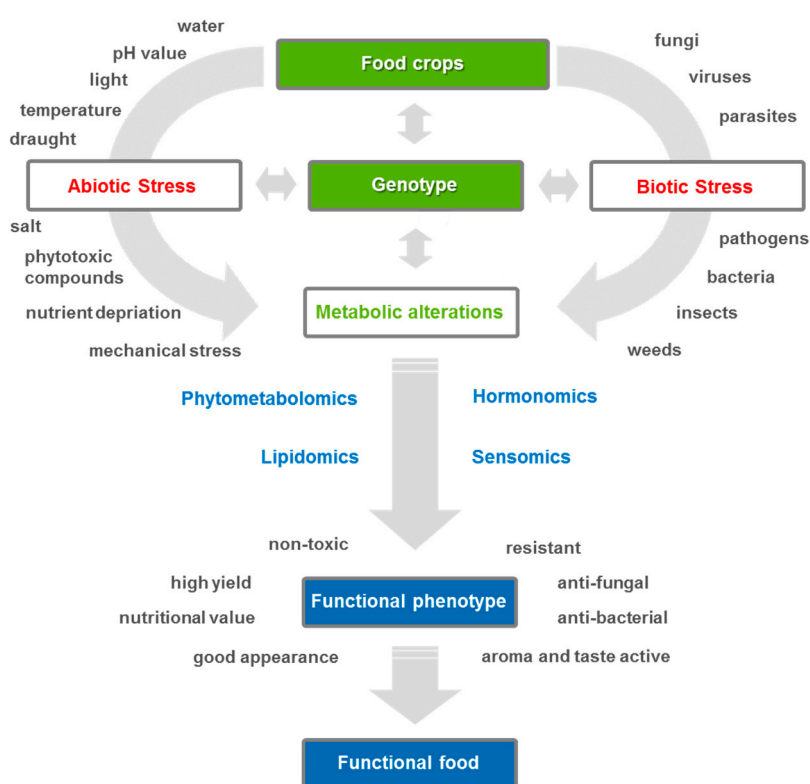 water
fungi
pH value
Food crops
viruses
light
temperature
parasites
draught
Abiotic Stress
Genotype
Biotic Stress
salt
pathogens
phytotoxic
compounds
bacteria
nutrient depriation
Metabolic alterations
insects
mechanical stress
weeds
Phytometabolomics
Hormonomics
Lipidomics
Sensomics
non-toxic
resistant
high yield
Functional phenotype
anti-fungal
nutritional value
anti-bacterial
good appearance
aroma and taste active
Functional food